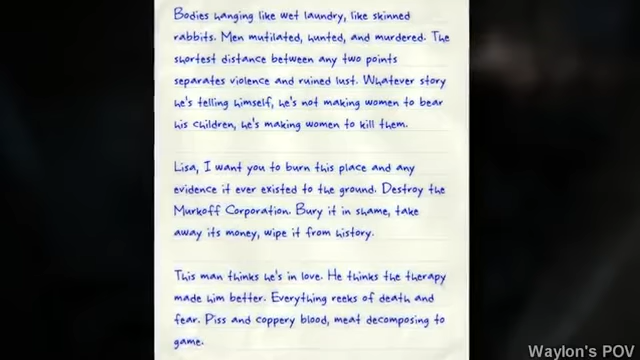 Bodies hanging like wet laundry, like skinned
rabbits. Men mutilated, hunted, and murdered. The
shortest distance between any two points
separates violence and ruined lust. Whatever story
he's telling himself, he's not making women to bear
his children, he's making women to kill them.
Lisa, I want you to burn this place and any
evidence it ever existed to the ground. Destroy the
Murkoff Corporation. Bury it in shame, take
away its money, wipe it from history.
This man thinks he's in love. He thinks the therapy
made him better. Everything reeks of death and
fear. Piss and coppery blood, meat decomposing to
game.
Waylon's POV